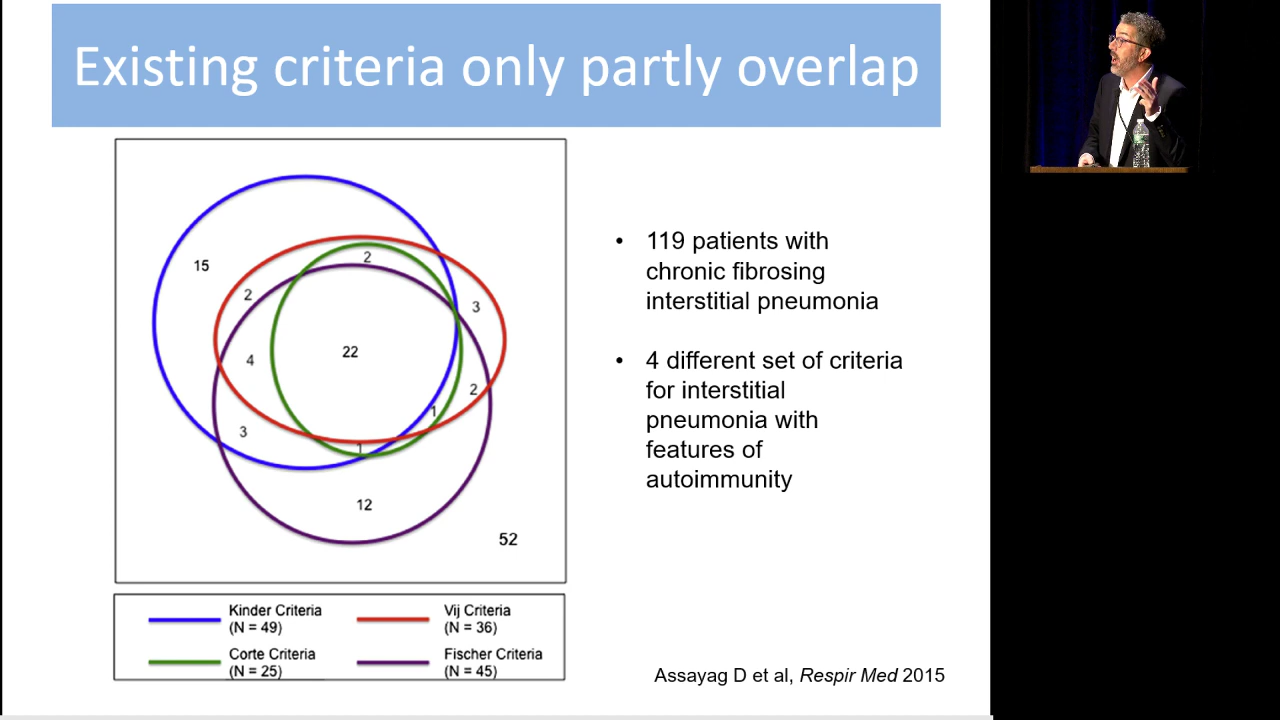 Existing criteria only partly overlap
15
2
2
3
4
22
2
1
3
1
12
52
Kinder Criteria
(N = 49)
Vij Criteria
(N = 36)
Corte Criteria
(N = 25)
Fischer Criteria
(N = 45)
• 119 patients with
chronic fibrosing
interstitial pneumonia
• 4 different set of criteria
for interstitial
pneumonia with
features of
autoimmunity
Assayag D et al, Respir Med 2015